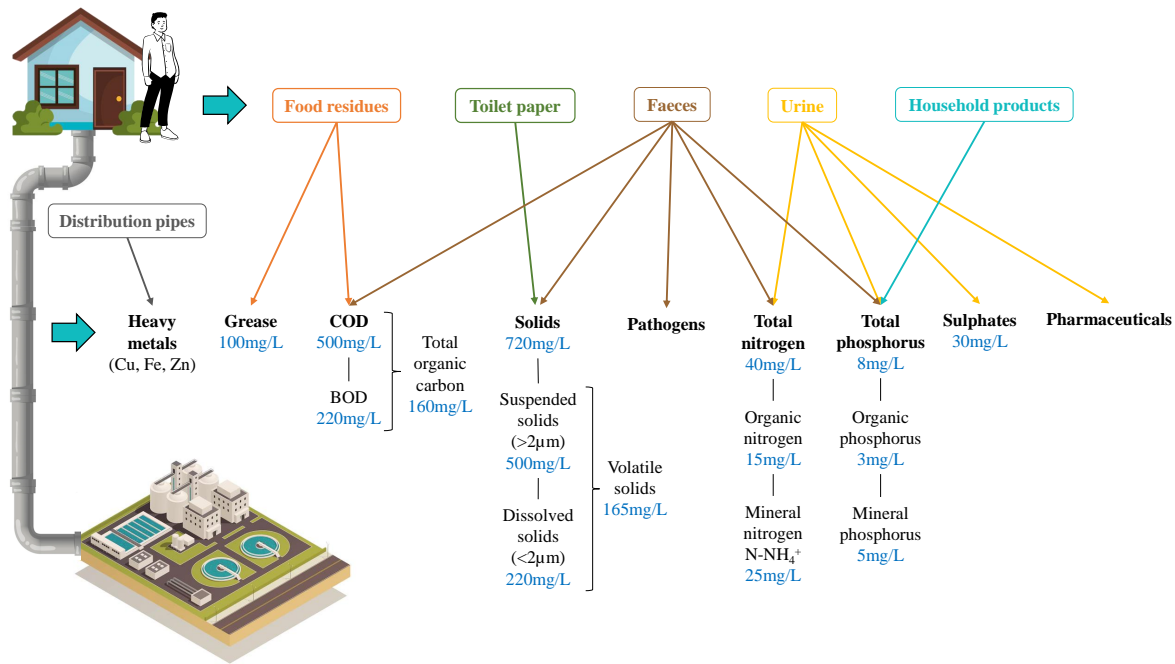 Food residues
Toilet paper
Faeces
Urine
Household products
Distribution pipes
Heavy
metals
(Cu, Fe, Zn)
Grease
100mg/L
COD
500mg/L
BOD
220mg/L
Total
organic
carbon
160mg/L
Solids
720mg/L
Suspended
solids
(>2µm)
500mg/L
Dissolved
solids
(<2µm)
220mg/L
Volatile
solids
165mg/L
Pathogens
Total
nitrogen
40mg/L
Organic
nitrogen
15mg/L
Mineral
nitrogen
N-NH₄⁺
25mg/L
Total
phosphorus
8mg/L
Organic
phosphorus
3mg/L
Mineral
phosphorus
5mg/L
Sulphates
30mg/L
Pharmaceuticals